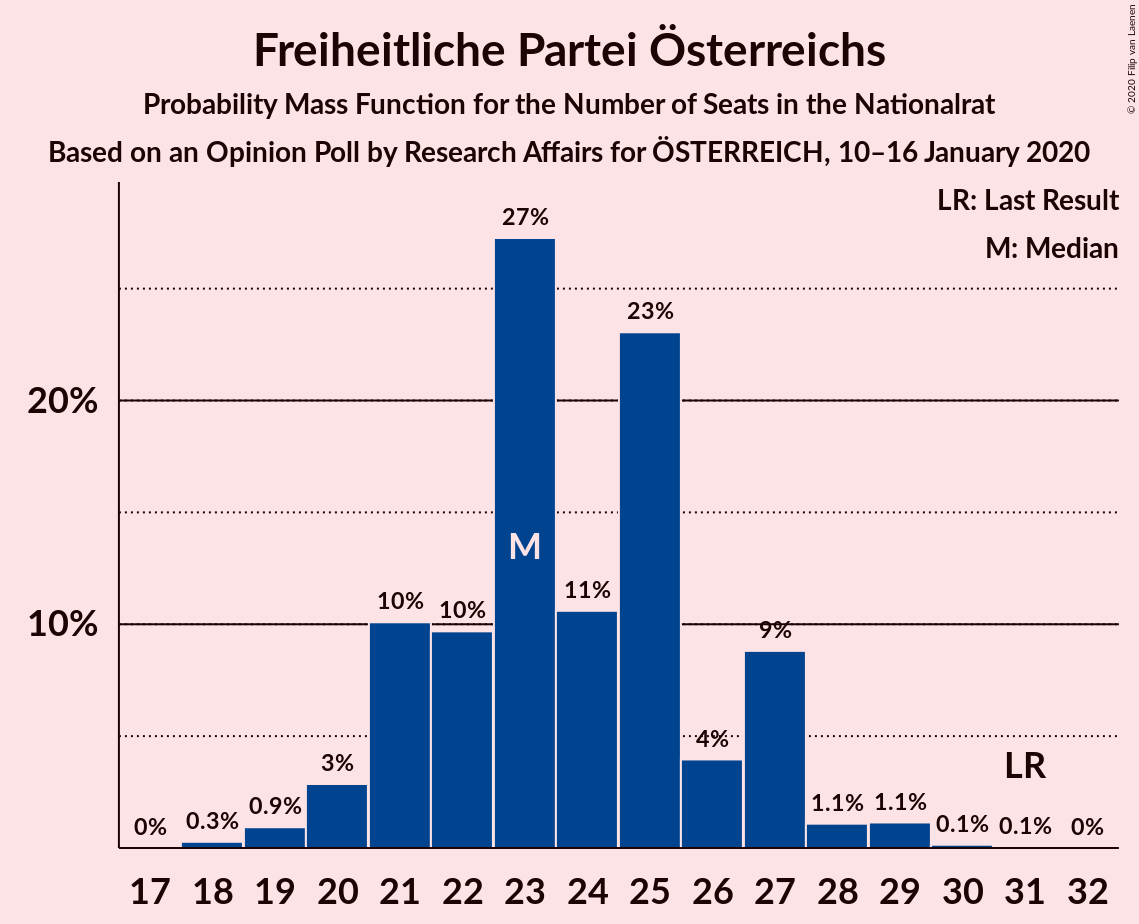 Freiheitliche Partei Österreichs
Probability Mass Function for the Number of Seats in the Nationalrat
Based on an Opinion Poll by Research Affairs for ÖSTERREICH, 10–16 January 2020
© 2020 Filip van Laenen
LR: Last Result
M: Median
27%
23%
20%
M
11%
10%
10%
10%
9%
4%
3%
LR
1.1%
1.1%
0.9%
0.3%
0%
0.1%
0.1%
0%
17 18 19 20 21 22 23 24 25 26 27 28 29 30 31 32